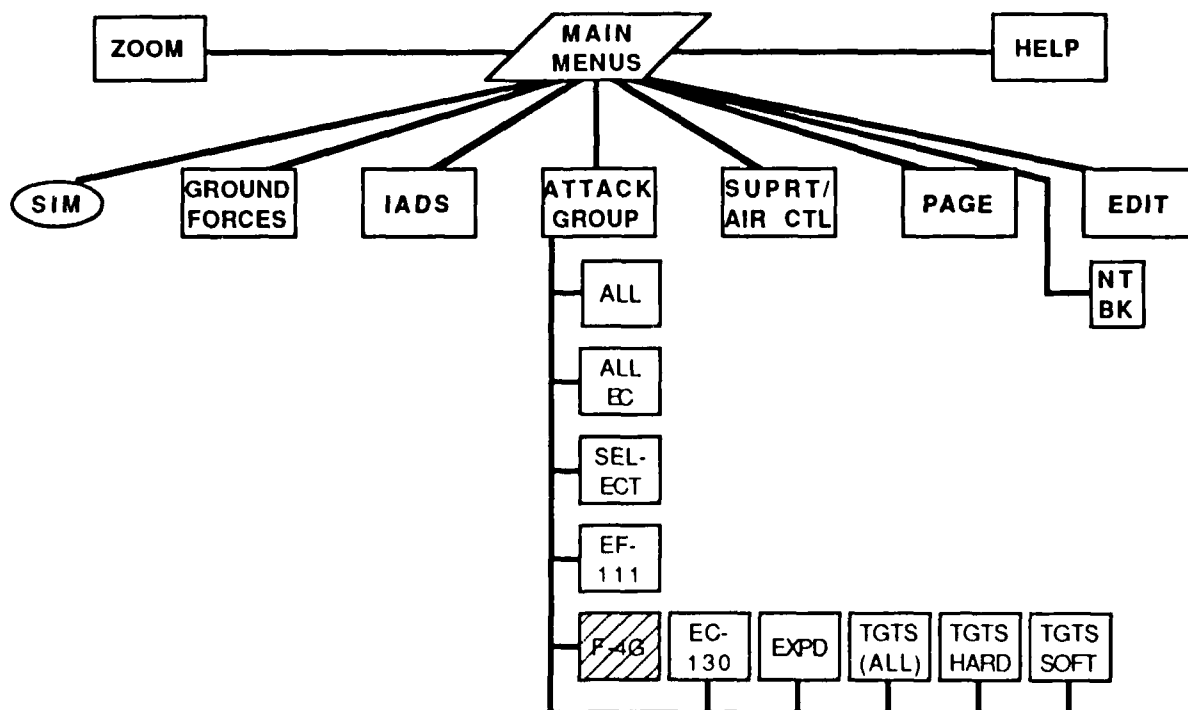 ZOOM
MAIN
MENUS
HELP
SIM
GROUND
FORCES
IADS
ATTACK
GROUP
SUPRT/
AIR CTL
PAGE
EDIT
NT
BK
ALL
ALL
EC
SEL-
ECT
EF-
111
F-4G
EC-
130
EXPD
TGTS
(ALL)
TGTS
HARD
TGTS
SOFT